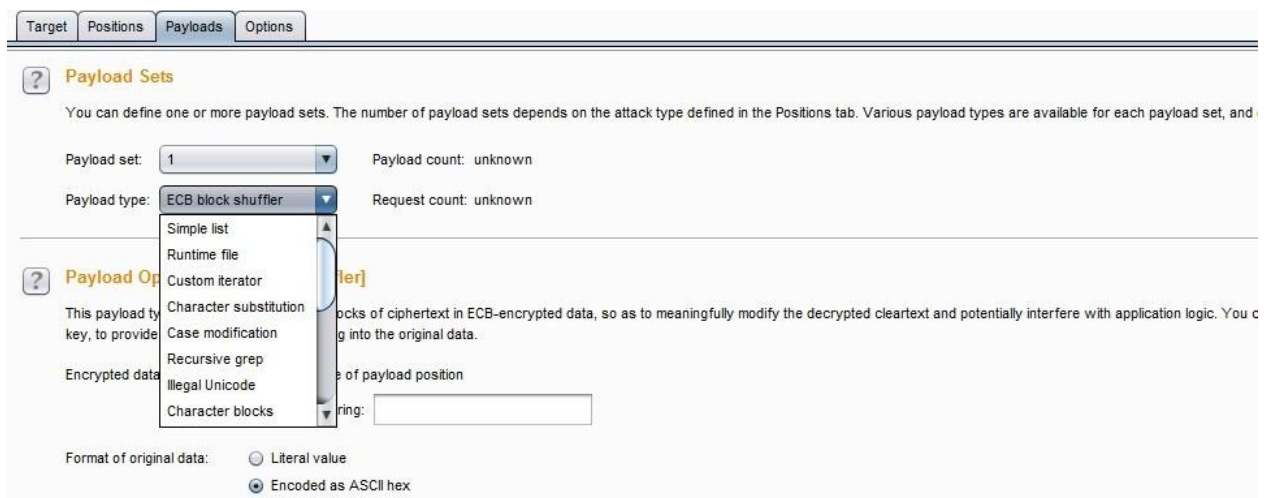 Target Positions Payloads Options
? Payload Sets
You can define one or more payload sets. The number of payload sets depends on the attack type defined in the Positions tab. Various payload types are available for each payload set, and
Payload set: 1 Payload count: unknown
Payload type: ECB block shuffler Request count: unknown
Simple list
Runtime file
? Payload Op Custom iterator fler]
This payload ty Character substitution ocks of ciphertext in ECB-encrypted data, so as to meaningfully modify the decrypted cleartext and potentially interfere with application logic. You
key, to provide Case modification g into the original data.
Recursive grep
Encrypted data Illegal Unicode e of payload position
Character blocks ring:
Format of original data: Literal value
Encoded as ASCII hex